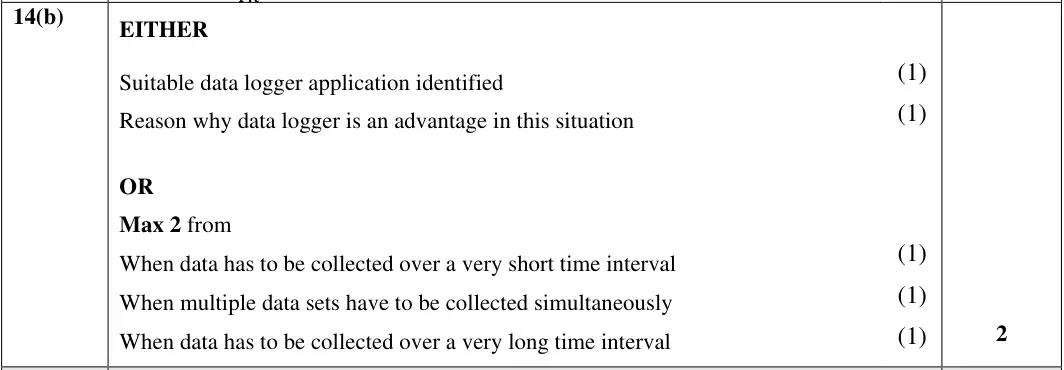 14(b)
EITHER
Suitable data logger application identified (1)
Reason why data logger is an advantage in this situation (1)
OR
Max 2 from
When data has to be collected over a very short time interval (1)
When multiple data sets have to be collected simultaneously (1)
When data has to be collected over a very long time interval (1) 2